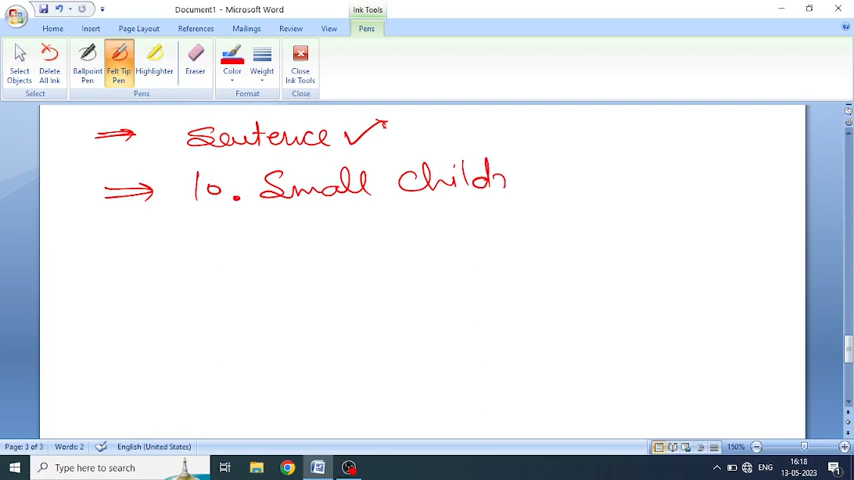 Document1 - Microsoft Word
Ink Tools
Home Insert Page Layout References Mailings Review View Pens
Select Objects
Delete All Ink
Ballpoint Pen
Felt Tip Pen
Highlighter
Eraser
Color
Weight
Close Ink Tools
Select Pens Format Close
⇒ Sentence ✓
⇒ 10. Small Childr
Page: 3 of 3 Words: 2 English (United States) 150%
Type here to search
ENG
16:18
13-05-2023
1